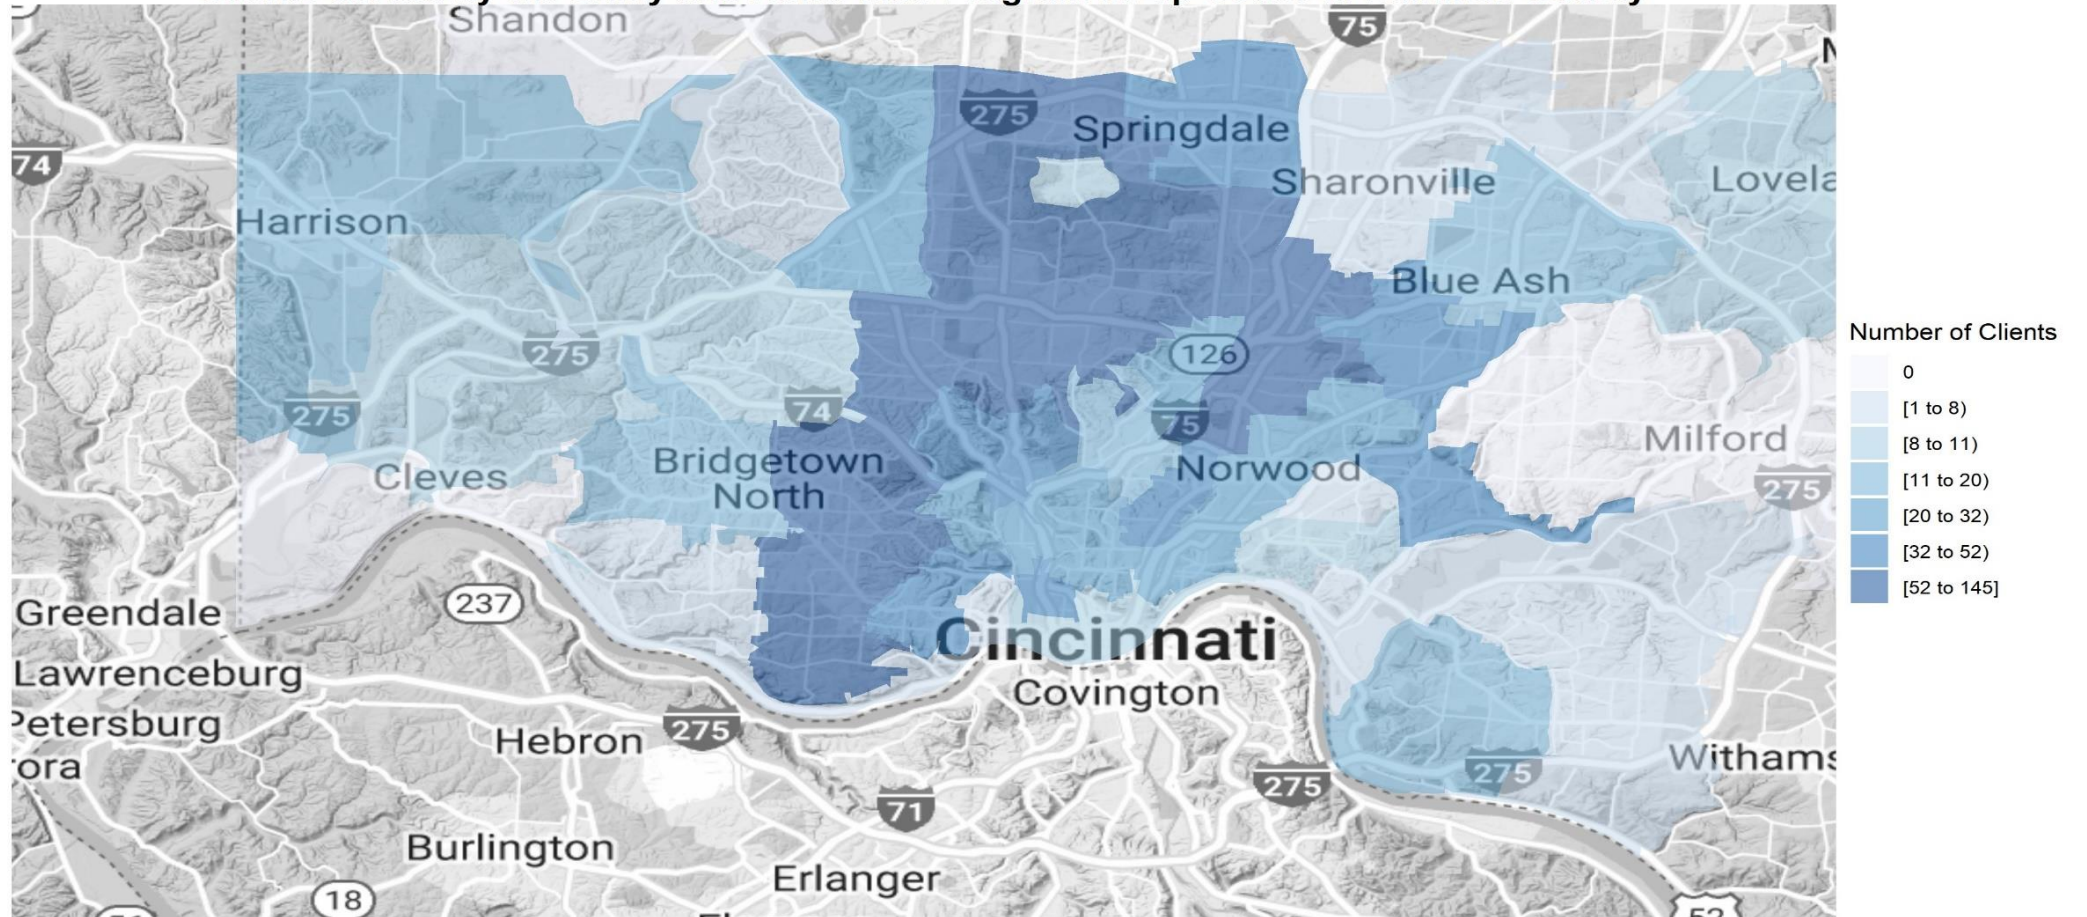 Shandon
75
275
Springdale
74
Sharonville
Lovela
Harrison
Blue Ash
275
126
275
74
75
Milford
Bridgetown
North
Norwood
Cleves
275
237
Greendale
Cincinnati
Lawrenceburg
Covington
Petersburg
275
Hebron
ora
Withams
275
275
71
Burlington
Erlanger
18
52
Number of Clients
0
[1 to 8)
[8 to 11)
[11 to 20)
[20 to 32)
[32 to 52)
[52 to 145]